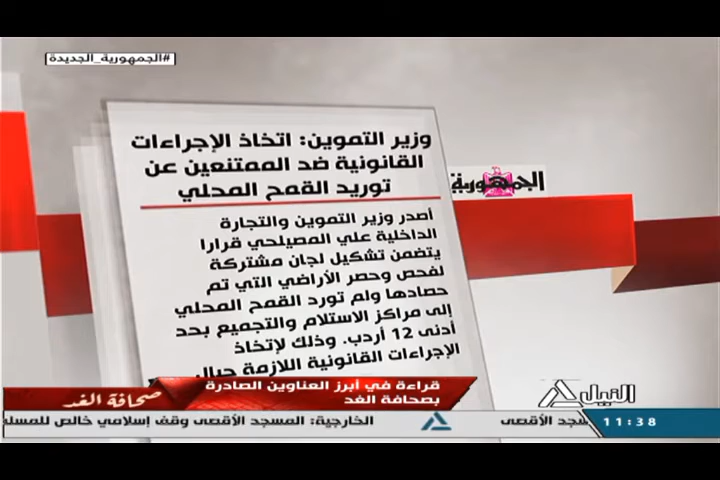 #الجمهورية_الجديدة
وزير التموين: اتخاذ الإجراءات
القانونية ضد الممتنعين عن
توريد القمح المحلي
الجمهورية
أصدر وزير التموين والتجارة
الداخلية علي المصيلحي قرارا
يتضمن تشكيل لجان مشتركة
لفحص وحصر الأراضي التي تم
حصادها ولم تورد القمح المحلي
إلى مراكز الاستلام والتجميع بحد
أدنى 12 أردب. وذلك لإتخاذ
الإجراءات القانونية اللازمة حيال
قراءة في أبرز العناوين الصادرة
بصحافة الغد
صحافة الغد
النيل
11:38
سجد الأقصى
الخارجية: المسجد الأقصى وقف إسلامي خالص للمسلم